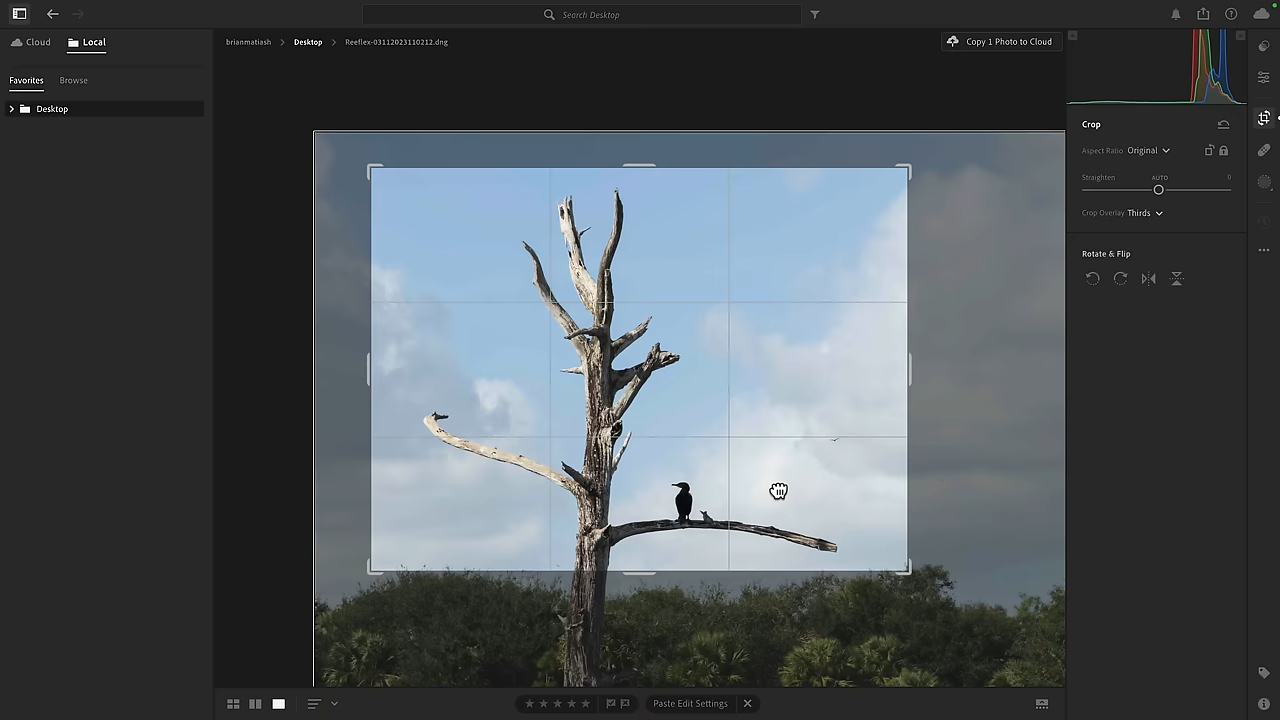 Search Desktop
Cloud
Local
Favorites
Browse
Desktop
brianmatiash > Desktop > Reeflex-03112023110212.dng
Copy 1 Photo to Cloud
Crop
Aspect Ratio Original
Straighten AUTO 0
Crop Overlay Thirds
Rotate & Flip
Paste Edit Settings